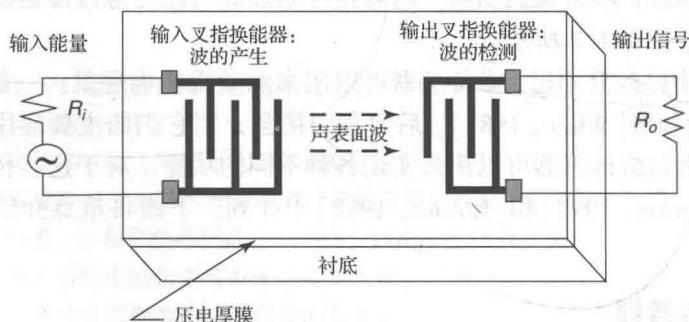 输入能量
输入叉指换能器：
波的产生
输出叉指换能器：
波的检测
输出信号
Ri
声表面波
Ro
衬底
压电厚膜